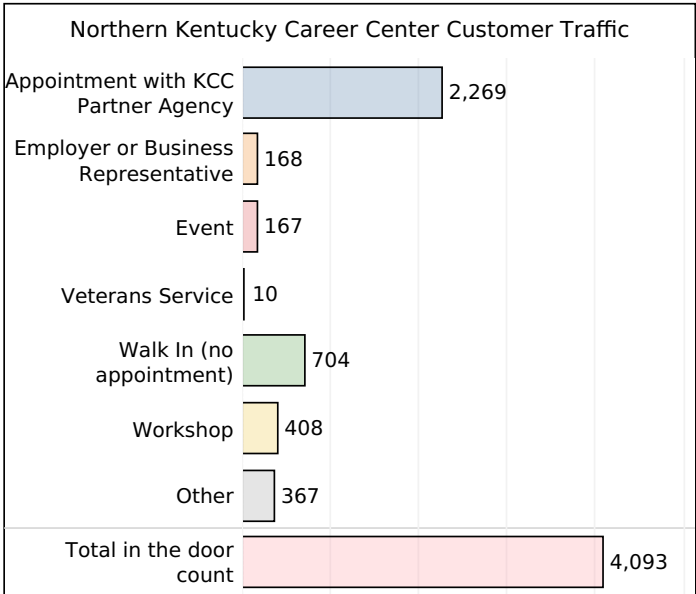 Northern Kentucky Career Center Customer Traffic
Appointment with KCC
Partner Agency
2,269
Employer or Business
Representative
168
Event
167
Veterans Service
10
Walk In (no
appointment)
704
Workshop
408
Other
367
Total in the door
count
4,093